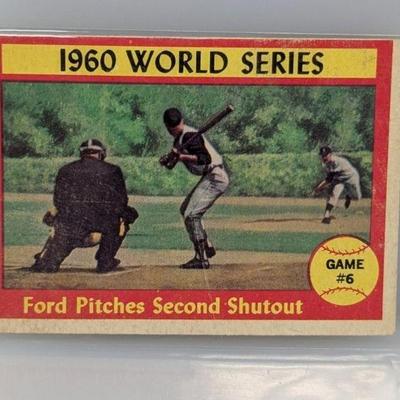 1960 WORLD SERIES
GAME
#6
Ford Pitches Second Shutout